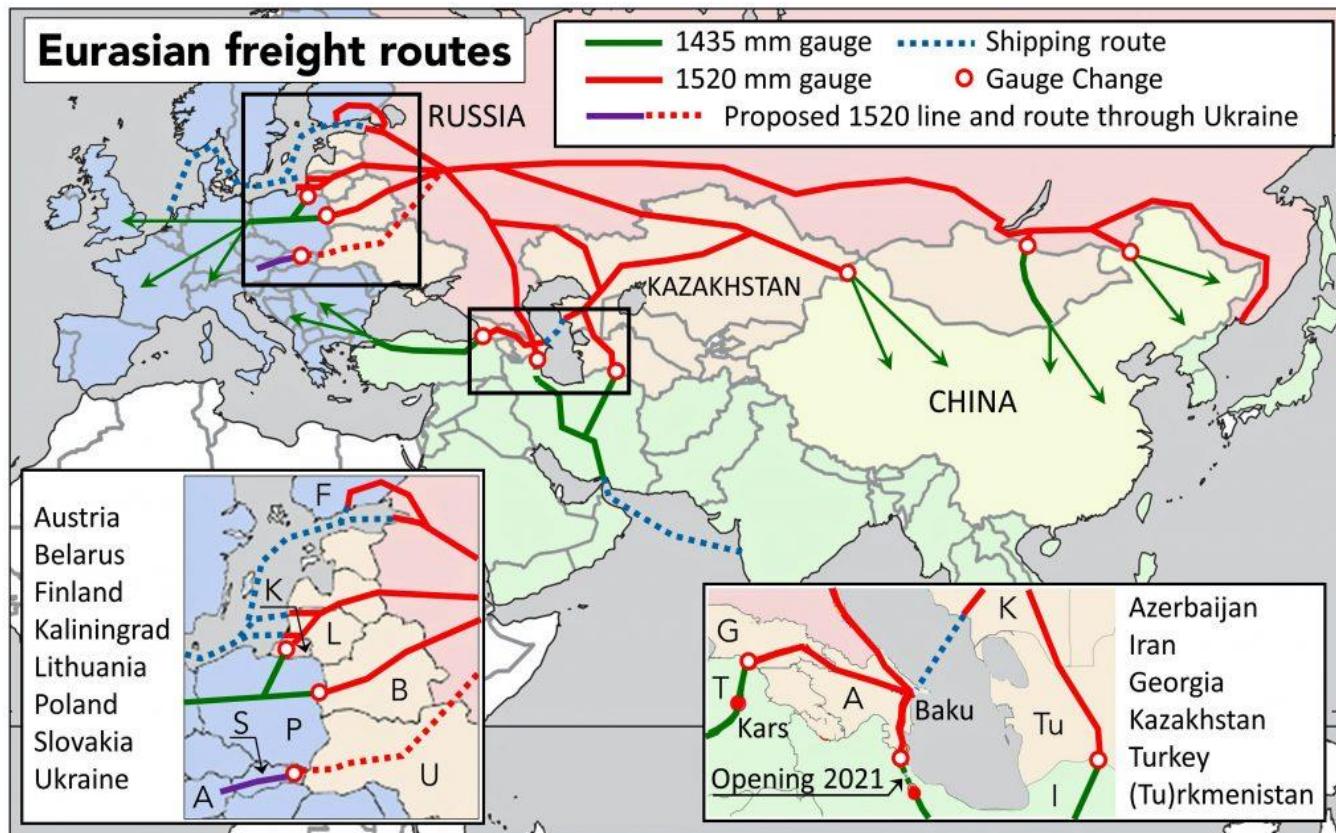 Eurasian freight routes
1435 mm gauge
Shipping route
1520 mm gauge
Gauge Change
Proposed 1520 line and route through Ukraine
RUSSIA
KAZAKHSTAN
CHINA
Austria
Belarus
Finland
Kaliningrad
Lithuania
Poland
Slovakia
Ukraine
F
K
L
B
S
P
A
U
K
G
T
A
Baku
Kars
Tu
Opening 2021
I
Azerbaijan
Iran
Georgia
Kazakhstan
Turkey
(Tu)rkmenistan